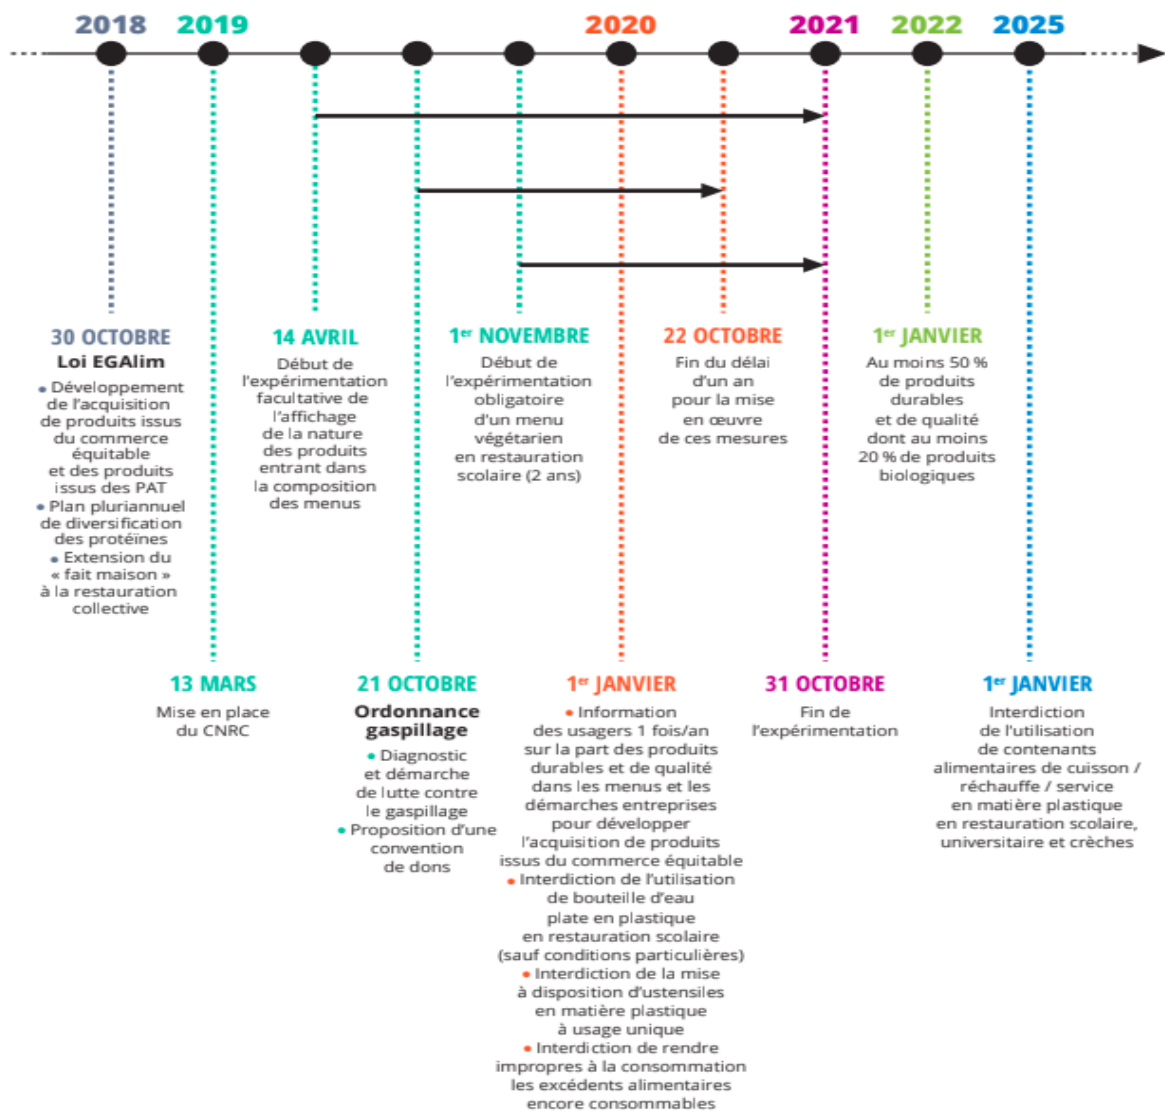 2018
2019
2020
2021
2022
2025
30 OCTOBRE
Loi EGAlim
• Développement
de l'acquisition
de produits issus
du commerce
équitable
et des produits
issus des PAT
• Plan pluriannuel
de diversification
des protéines
• Extension du
« fait maison »
à la restauration
collective
14 AVRIL
Début de
l'expérimentation
facultative de
l'affichage
de la nature
des produits
entrant dans
la composition
des menus
1er NOVEMBRE
Début de
l'expérimentation
obligatoire
d'un menu
végétarien
en restauration
scolaire (2 ans)
22 OCTOBRE
Fin du délai
d'un an
pour la mise
en œuvre
de ces mesures
1er JANVIER
Au moins 50 %
de produits
durables
et de qualité
dont au moins
20 % de produits
biologiques
13 MARS
Mise en place
du CNRC
21 OCTOBRE
Ordonnance
gaspillage
• Diagnostic
et démarche
de lutte contre
le gaspillage
• Proposition d'une
convention
de dons
1er JANVIER
• Information
des usagers 1 fois/an
sur la part des produits
durables et de qualité
dans les menus et les
démarches entreprises
pour développer
l'acquisition de produits
issus du commerce équitable
• Interdiction de l'utilisation
de bouteille d'eau
plate en plastique
en restauration scolaire
(sauf conditions particulières)
• Interdiction de la mise
à disposition d'ustensiles
en matière plastique
à usage unique
• Interdiction de rendre
impropres à la consommation
les excédents alimentaires
encore consommables
31 OCTOBRE
Fin de
l'expérimentation
1er JANVIER
Interdiction
de l'utilisation
de contenants
alimentaires de cuisson /
réchauffe / service
en matière plastique
en restauration scolaire,
universitaire et crèches